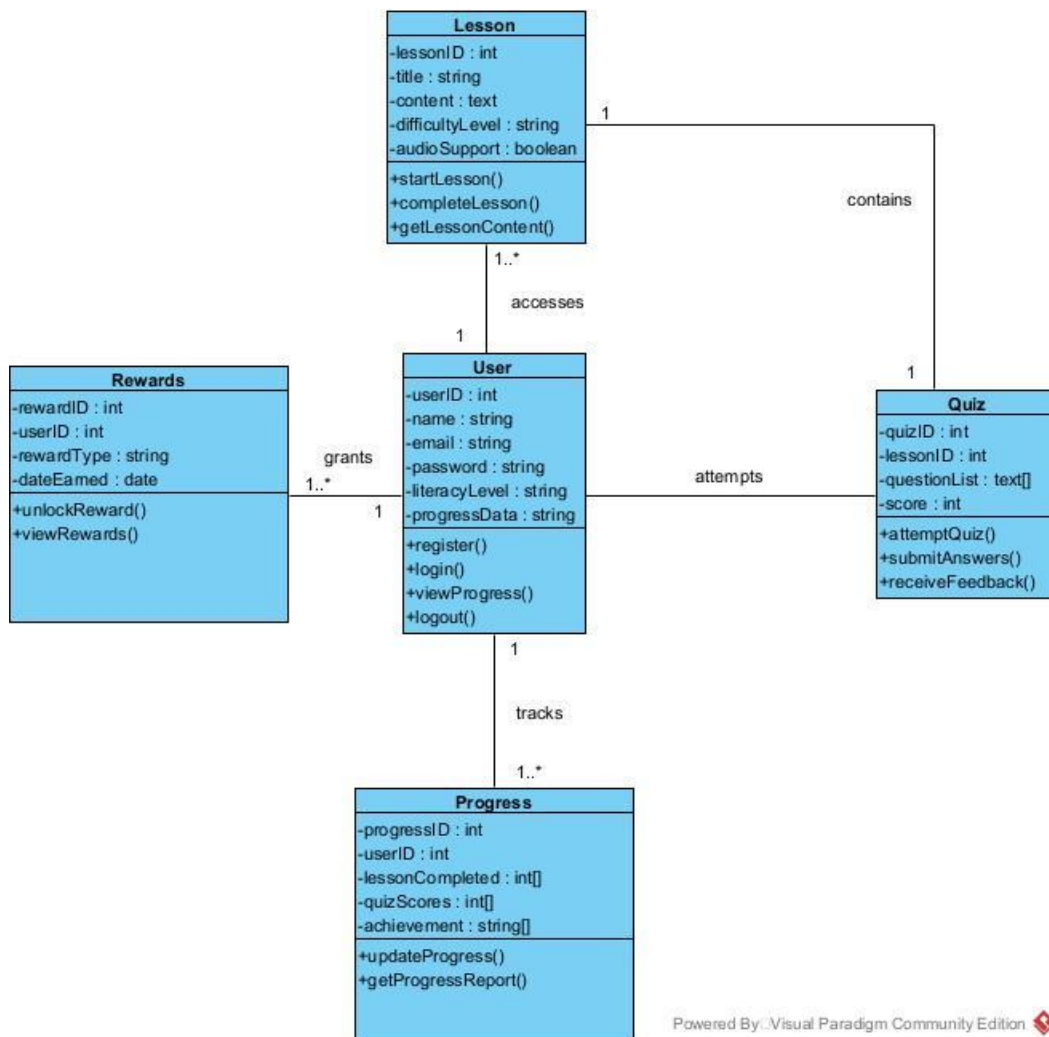 Lesson
-lessonID : int
-title : string
-content : text
-difficultyLevel : string
-audioSupport : boolean
+startLesson()
+completeLesson()
+getLessonContent()
1
contains
1
1..*
accesses
1
Rewards
-rewardID : int
-userID : int
-rewardType : string
-dateEarned : date
+unlockReward()
+viewRewards()
grants
1..*
1
User
-userID : int
-name : string
-email : string
-password : string
-literacyLevel : string
-progressData : string
+register()
+login()
+viewProgress()
+logout()
attempts
Quiz
-quizID : int
-lessonID : int
-questionList : text[]
-score : int
+attemptQuiz()
+submitAnswers()
+receiveFeedback()
1
tracks
1..*
Progress
-progressID : int
-userID : int
-lessonCompleted : int[]
-quizScores : int[]
-achievement : string[]
+updateProgress()
+getProgressReport()
Powered By Visual Paradigm Community Edition